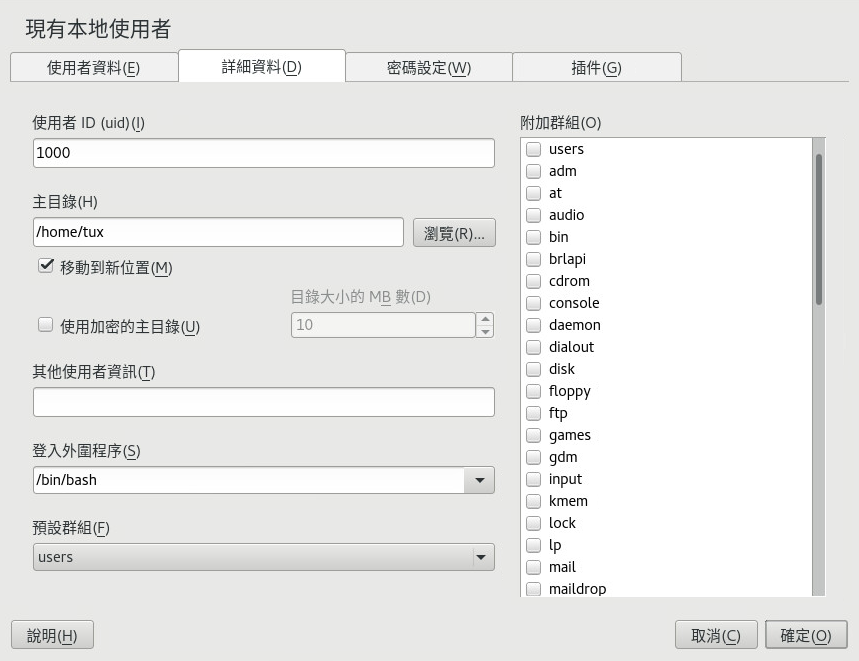 現有本地使用者
使用者資料(E)
詳細資料(D)
密碼設定(W)
插件(G)
使用者 ID (uid)(I)
1000
主目錄(H)
/home/tux
瀏覽(R)...
移動到新位置(M)
目錄大小的 MB 數(D)
使用加密的主目錄(U)
10
其他使用者資訊(T)
登入外圍程序(S)
/bin/bash
預設群組(F)
users
附加群組(O)
users
adm
at
audio
bin
brlapi
cdrom
console
daemon
dialout
disk
floppy
ftp
games
gdm
input
kmem
lock
lp
mail
maildrop
說明(H)
取消(C)
確定(O)